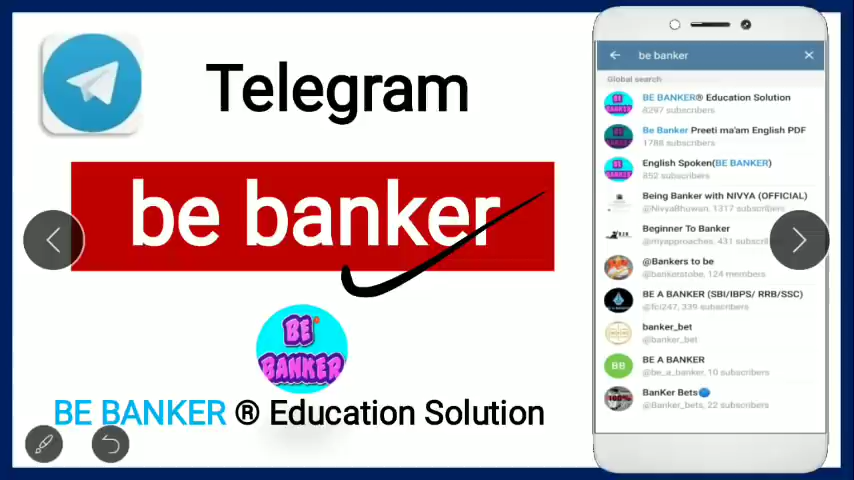 Telegram
be banker
BE BANKER
BE BANKER ® Education Solution
be banker
Global search
BE BANKER® Education Solution
8297 subscribers
Be Banker Preeti ma'am English PDF
1788 subscribers
English Spoken(BE BANKER)
852 subscribers
Being Banker with NIVYA (OFFICIAL)
@NivyaBhuwan, 1317 subscribers
Beginner To Banker
@myapproaches, 431 subscri
@Bankers to be
@bankeratobe, 124 members
BE A BANKER (SBI/IBPS/ RRB/SSC)
@fci247, 339 subscribers
banker_bet
@banker_bet
BB
BE A BANKER
@be_a_banker, 10 subscribers
100%
BanKer Bets
@Banker_bets, 22 subscribers